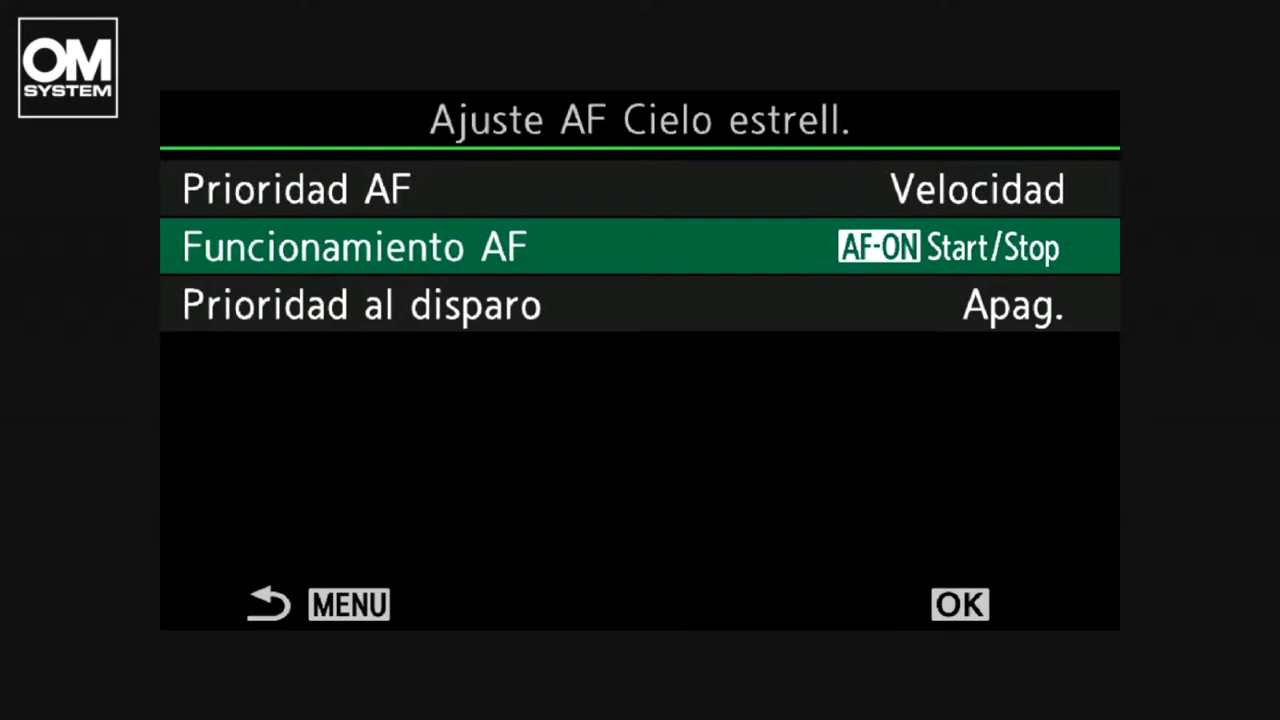 OM
SYSTEM
Ajuste AF Cielo estrell.
Prioridad AF Velocidad
Funcionamiento AF AF-ON Start/Stop
Prioridad al disparo Apag.
MENU OK